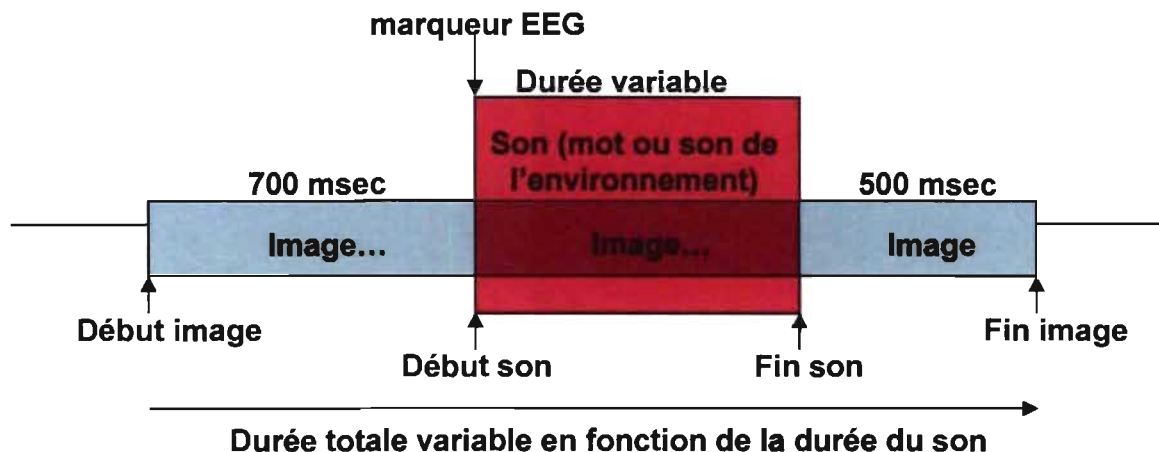 marqueur EEG
Durée variable
Son (mot ou son de
l'environnement)
700 msec
500 msec
Image...
Image...
Image
Début image
Fin image
Début son
Fin son
Durée totale variable en fonction de la durée du son